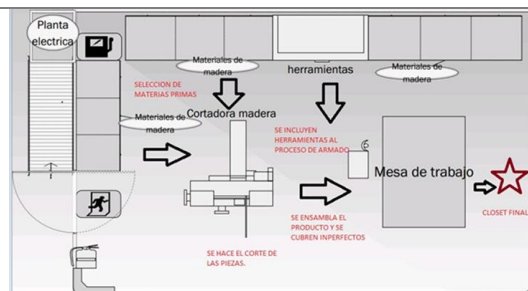 Planta
electrica
Materiales de
madera
herramientas
Materiales de
madera
SELECCION DE
MATERIAS PRIMAS
Materiales de
madera
Cortadora madera
SE INCLUYEN
HERRAMIENTAS AL
PROCESO DE ARMADO
Mesa de trabajo
SE ENSAMBLA EL
PRODUCTO Y SE
CUBREN INPERFECTOS
CLOSET FINAL
SE HACE EL CORTE DE
LAS PIEZAS.